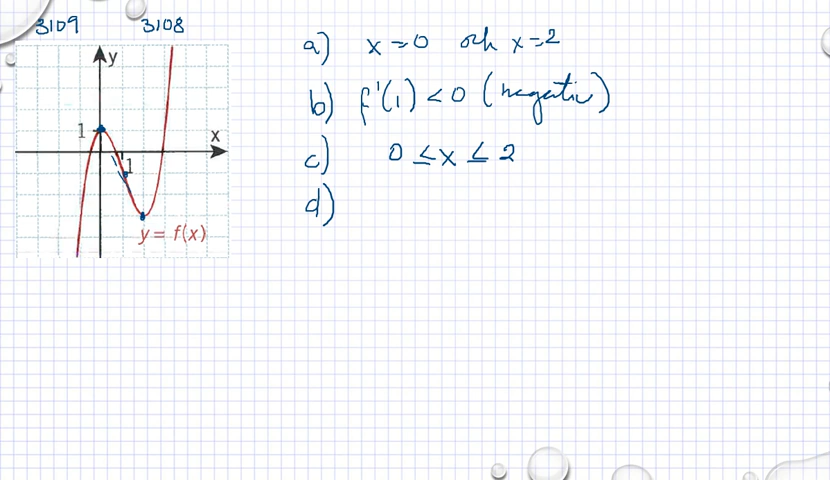 3109 3108
y
1
x
1
y = f(x)
a) x = 0 och x = 2
b) f'(1) < 0 (negativ)
c) 0 ≤ x ≤ 2
d)